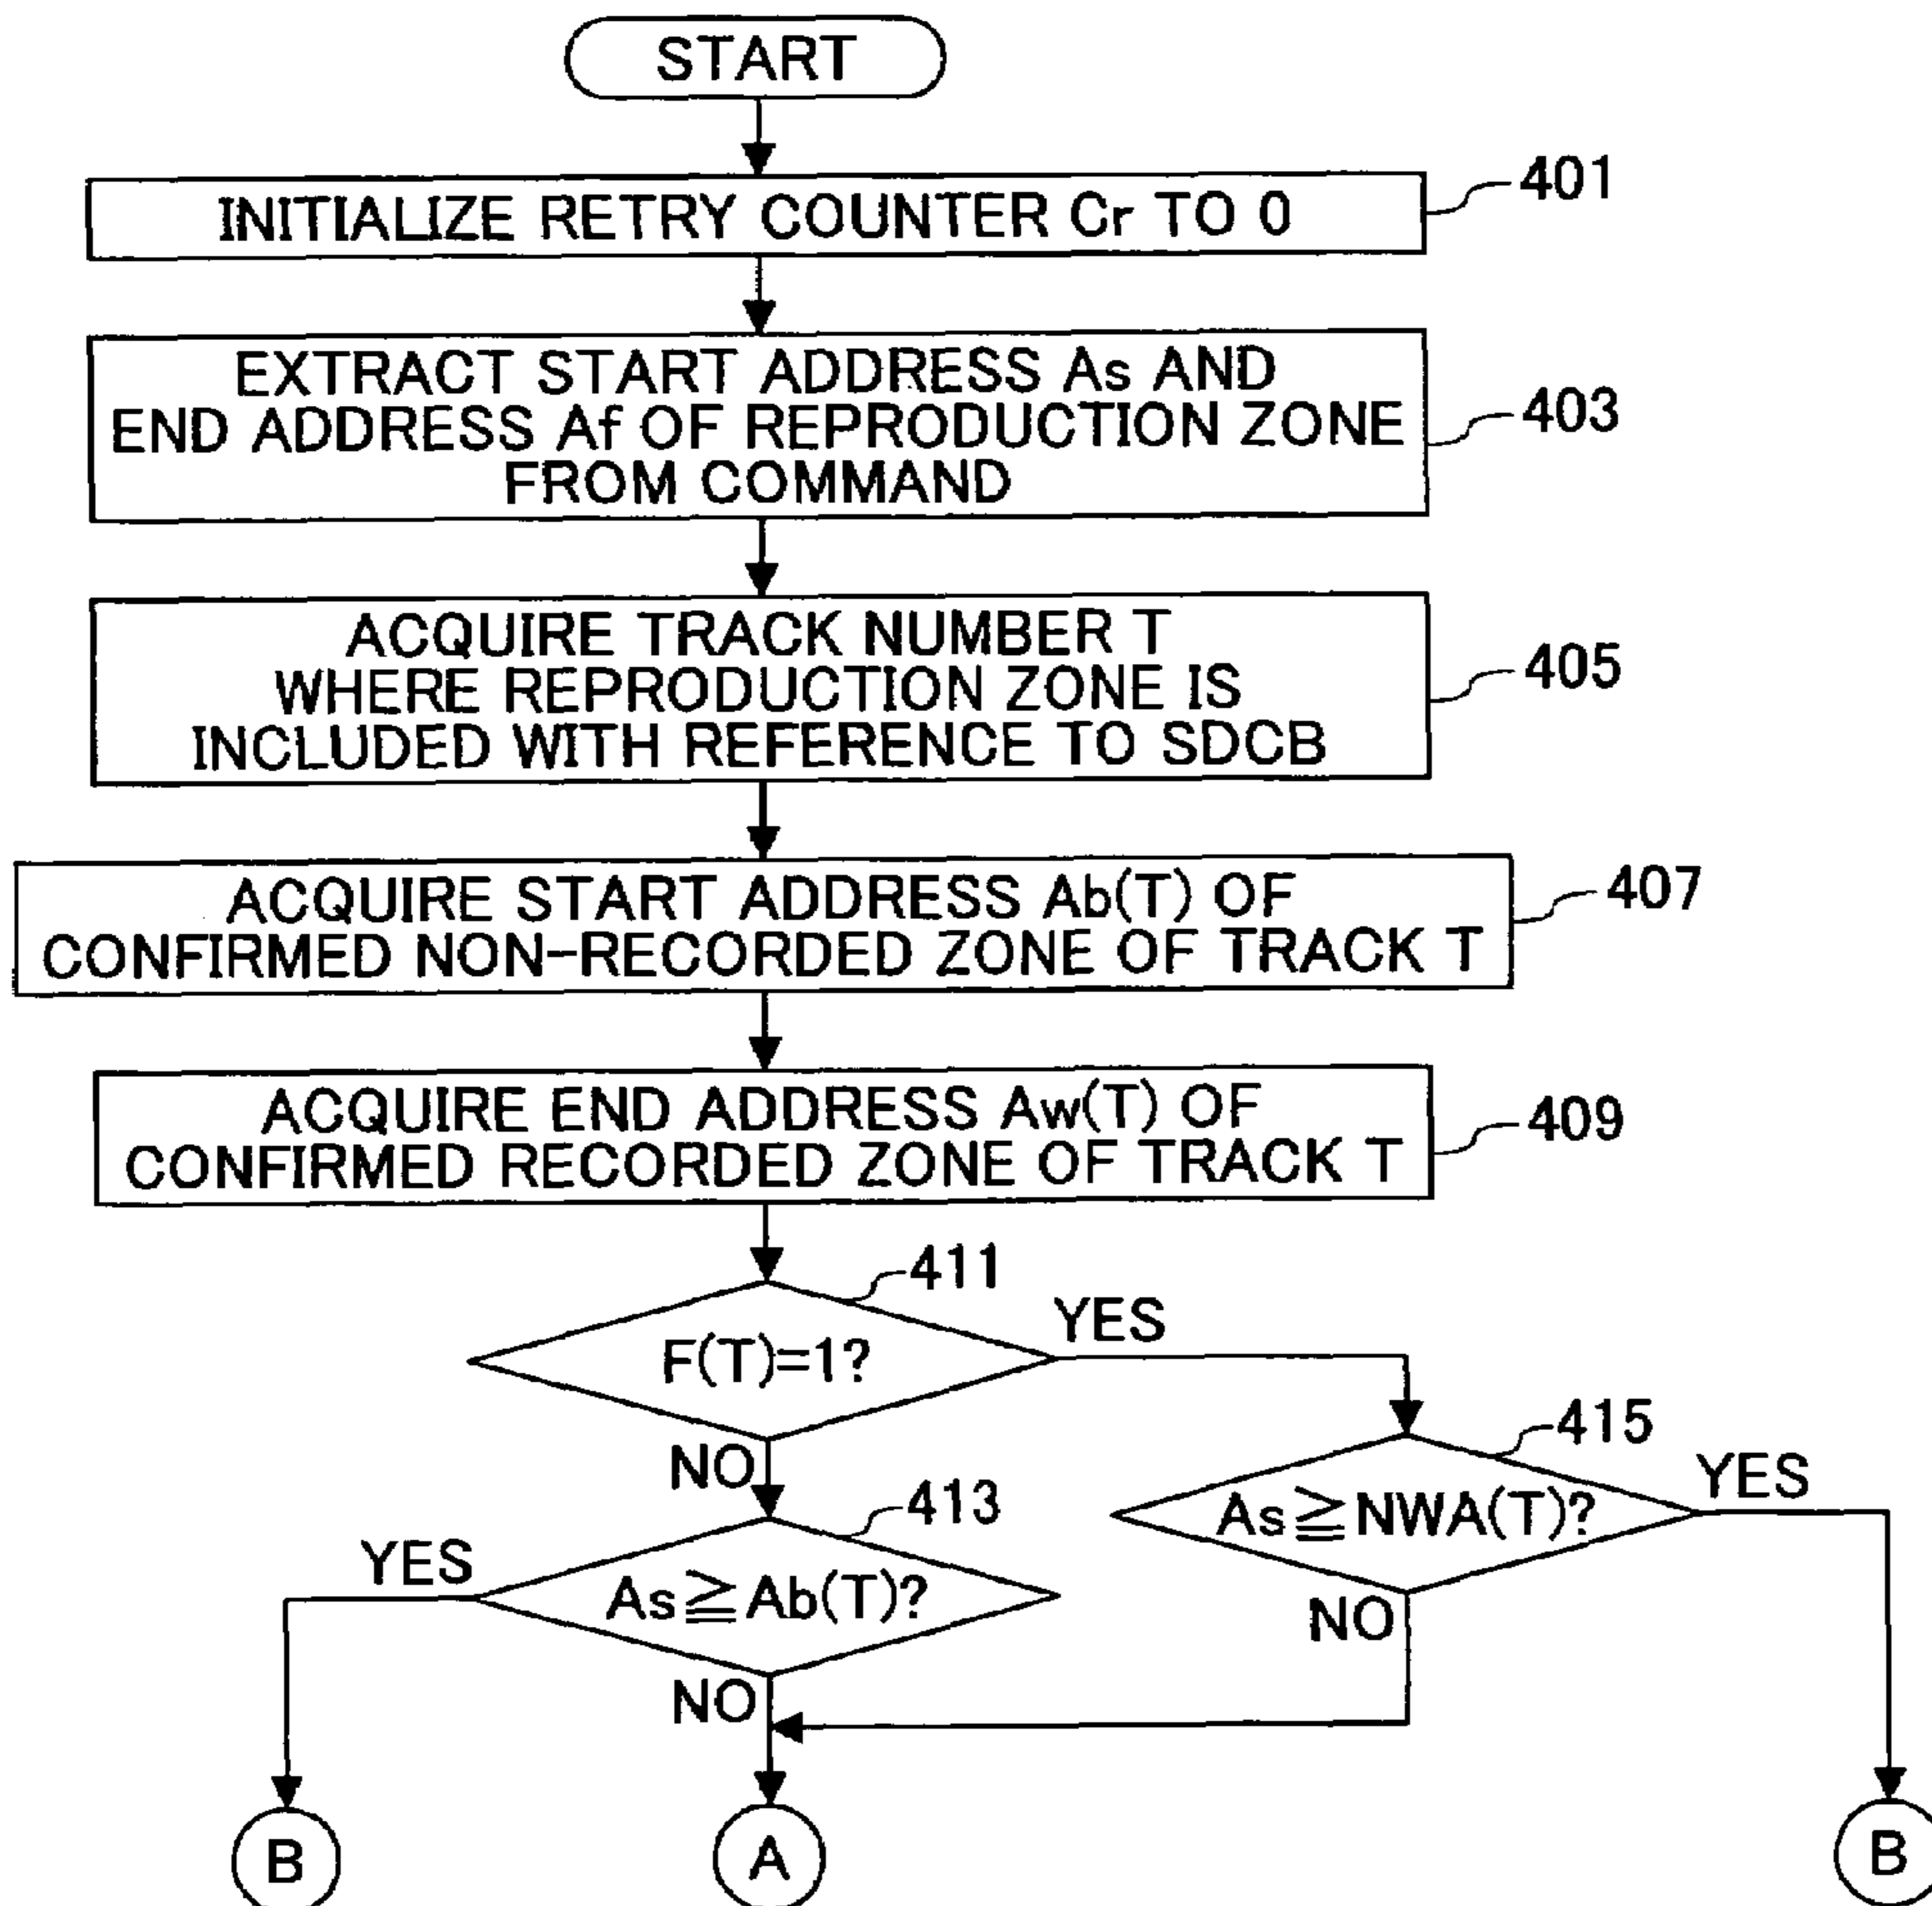 START
INITIALIZE RETRY COUNTER Cr TO 0
401
EXTRACT START ADDRESS As AND
END ADDRESS Af OF REPRODUCTION ZONE
FROM COMMAND
403
ACQUIRE TRACK NUMBER T
WHERE REPRODUCTION ZONE IS
INCLUDED WITH REFERENCE TO SDCB
405
ACQUIRE START ADDRESS Ab(T) OF
CONFIRMED NON-RECORDED ZONE OF TRACK T
407
ACQUIRE END ADDRESS Aw(T) OF
CONFIRMED RECORDED ZONE OF TRACK T
409
411
F(T)=1?
YES
NO
415
As≧NWA(T)?
YES
NO
413
As≧Ab(T)?
YES
NO
B
A
B